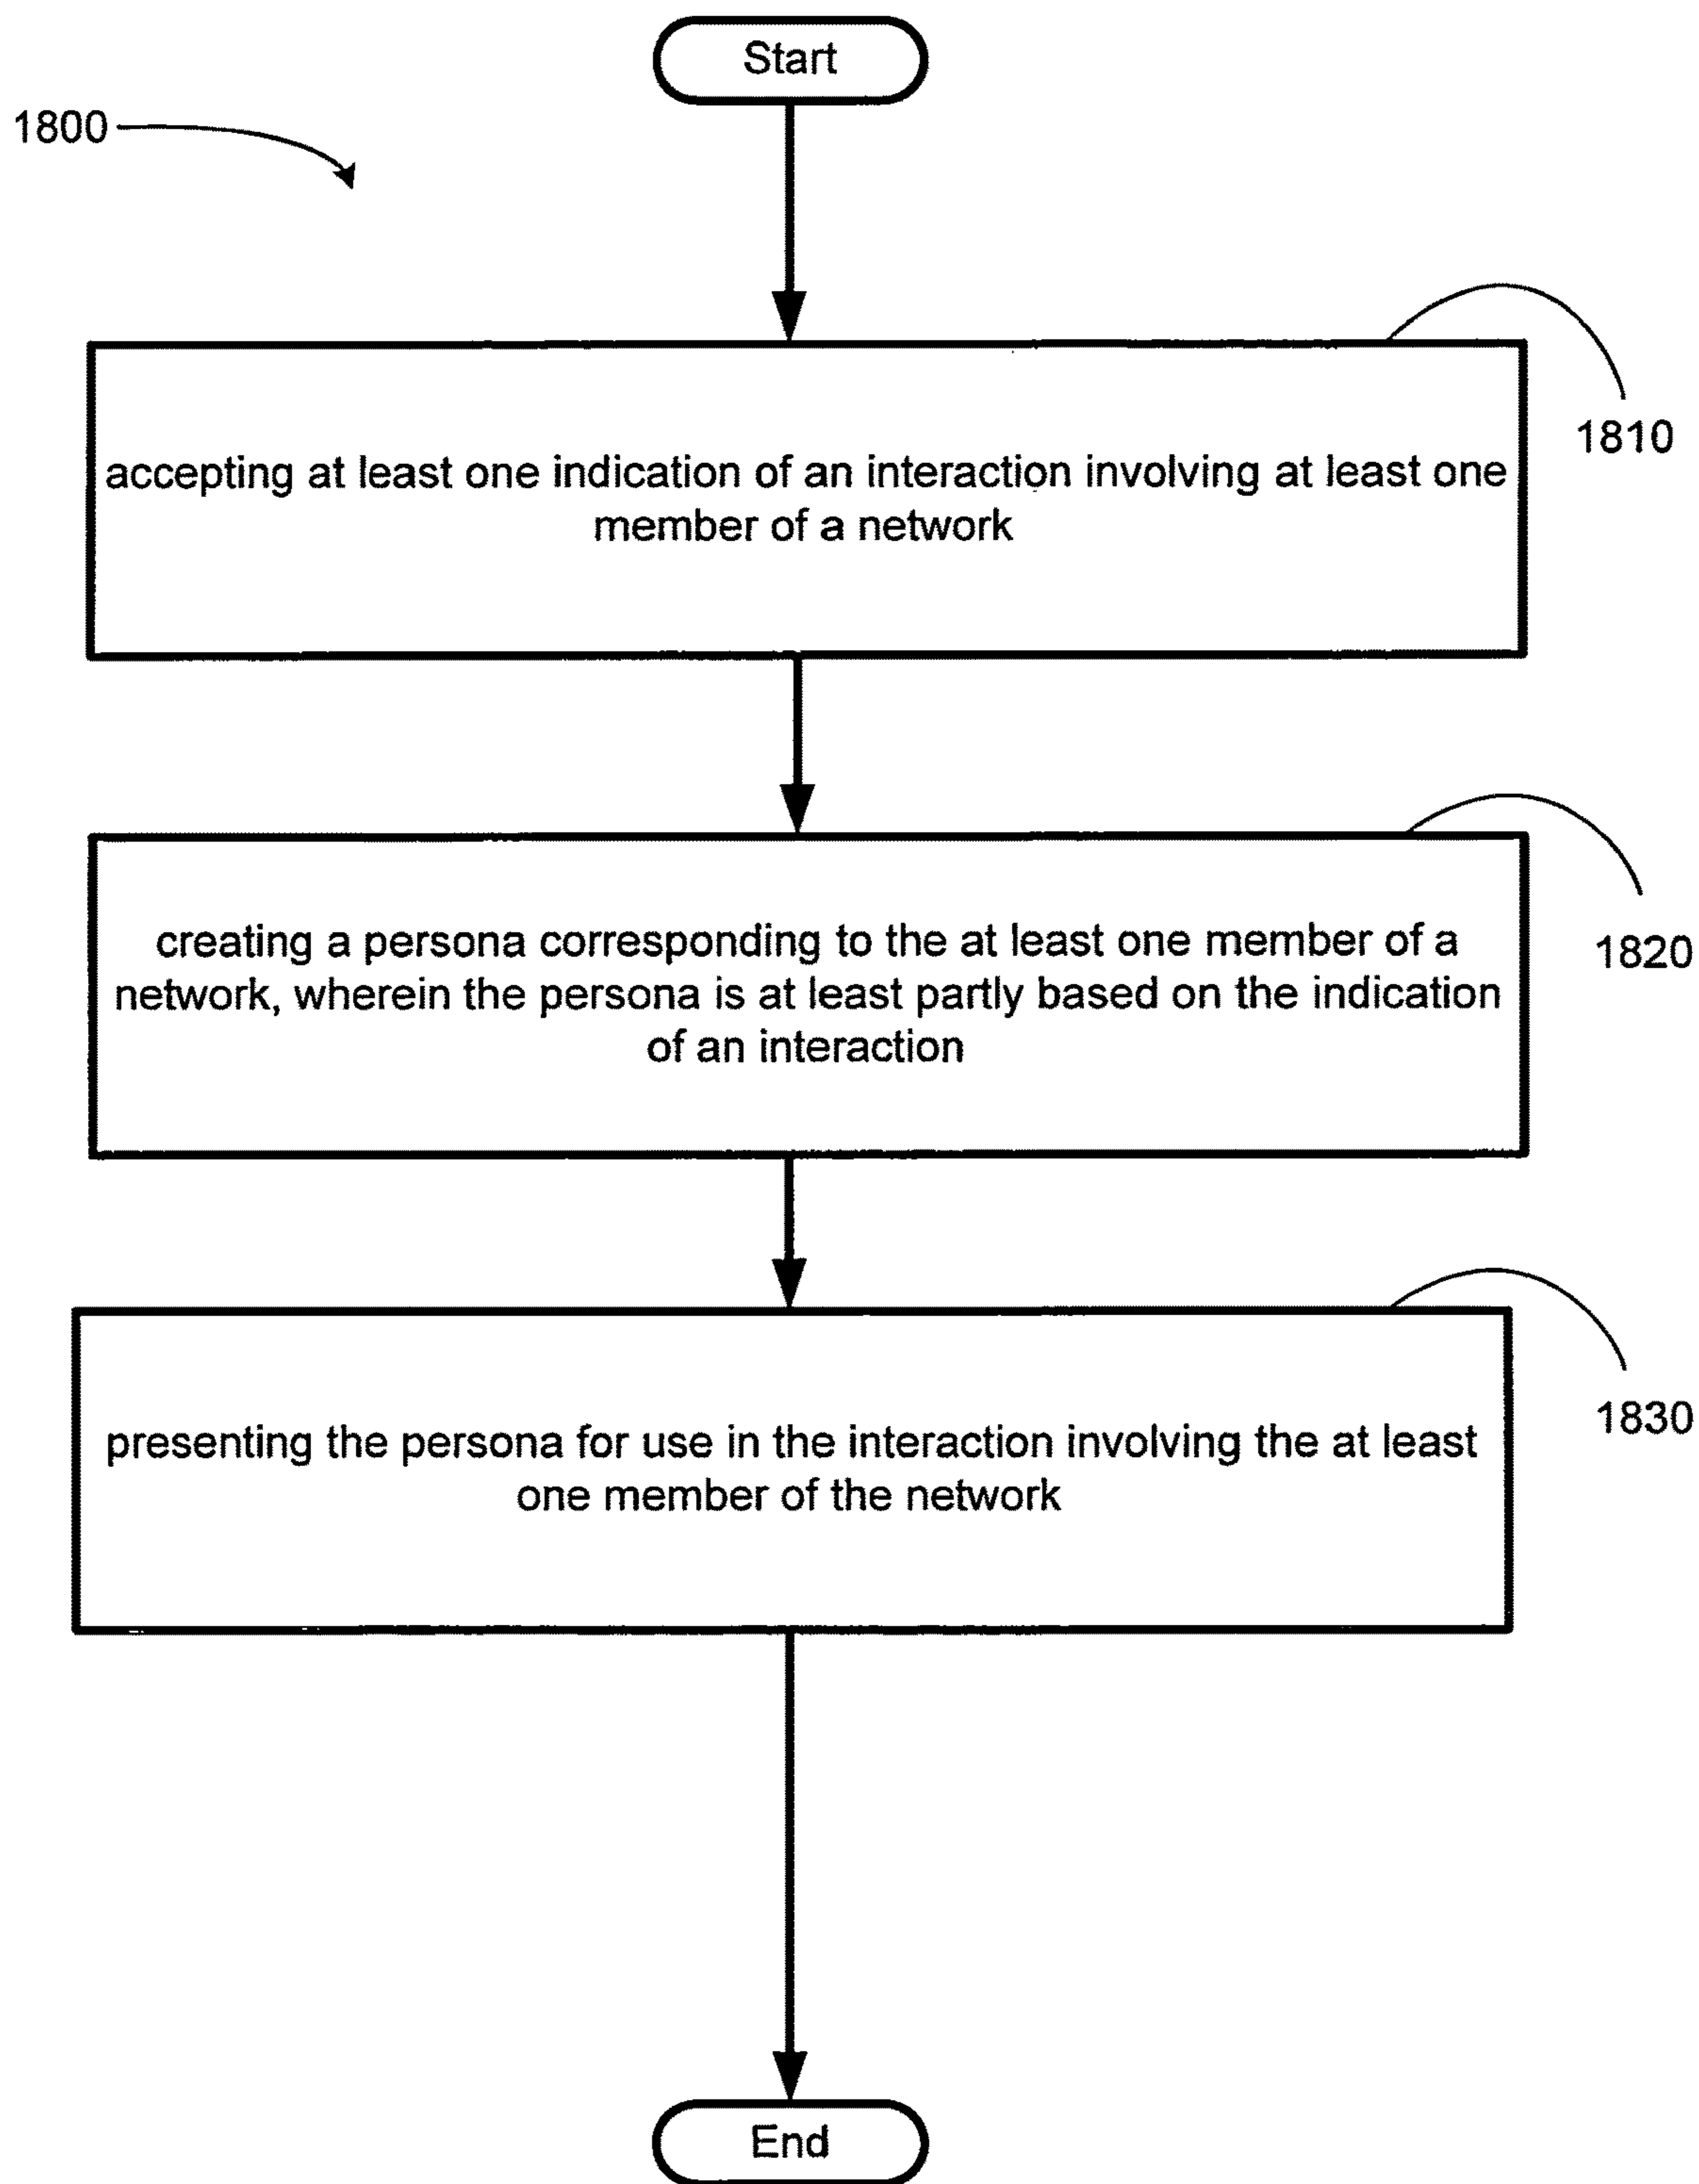 Start
1800
1810
accepting at least one indication of an interaction involving at least one
member of a network
1820
creating a persona corresponding to the at least one member of a
network, wherein the persona is at least partly based on the indication
of an interaction
1830
presenting the persona for use in the interaction involving the at least
one member of the network
End